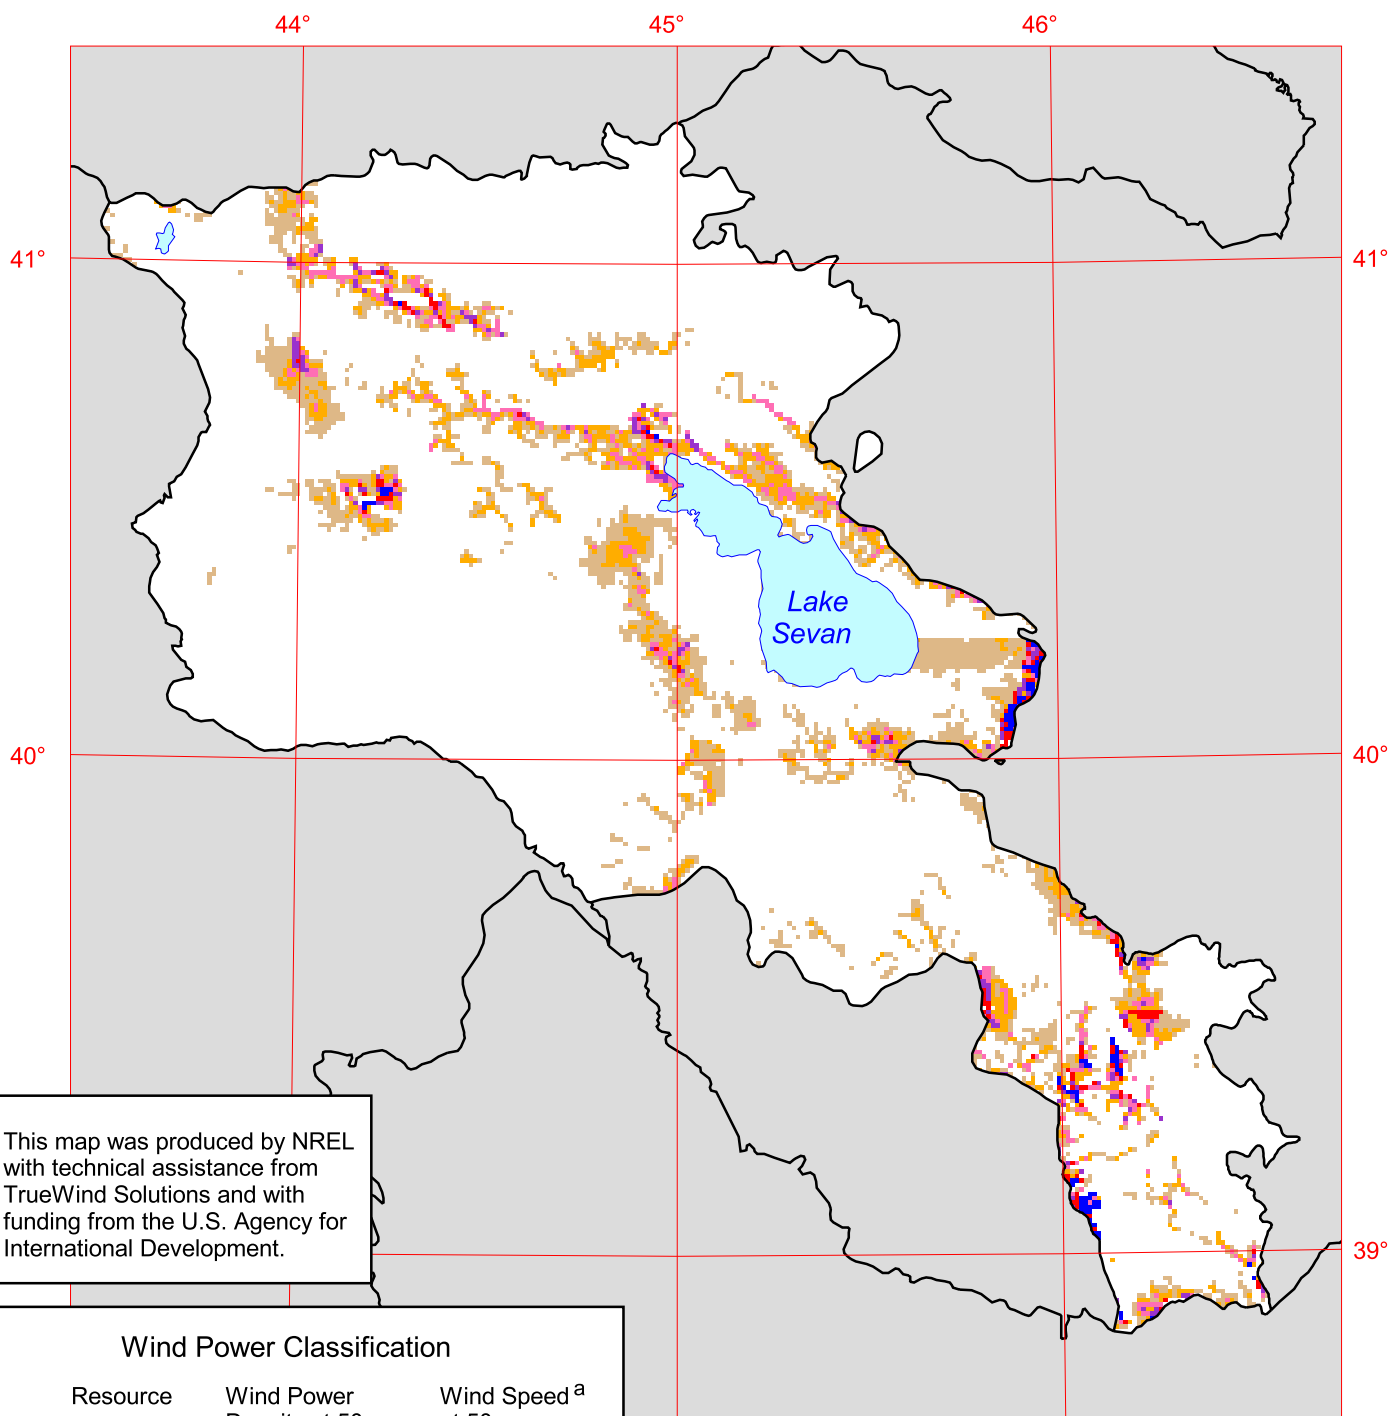 44°
45°
46°
41°
41°
Lake
Sevan
40°
40°
This map was produced by NREL
with technical assistance from
TrueWind Solutions and with
funding from the U.S. Agency for
International Development.
39°
Wind Power Classification
Resource Wind Power Wind Speed a